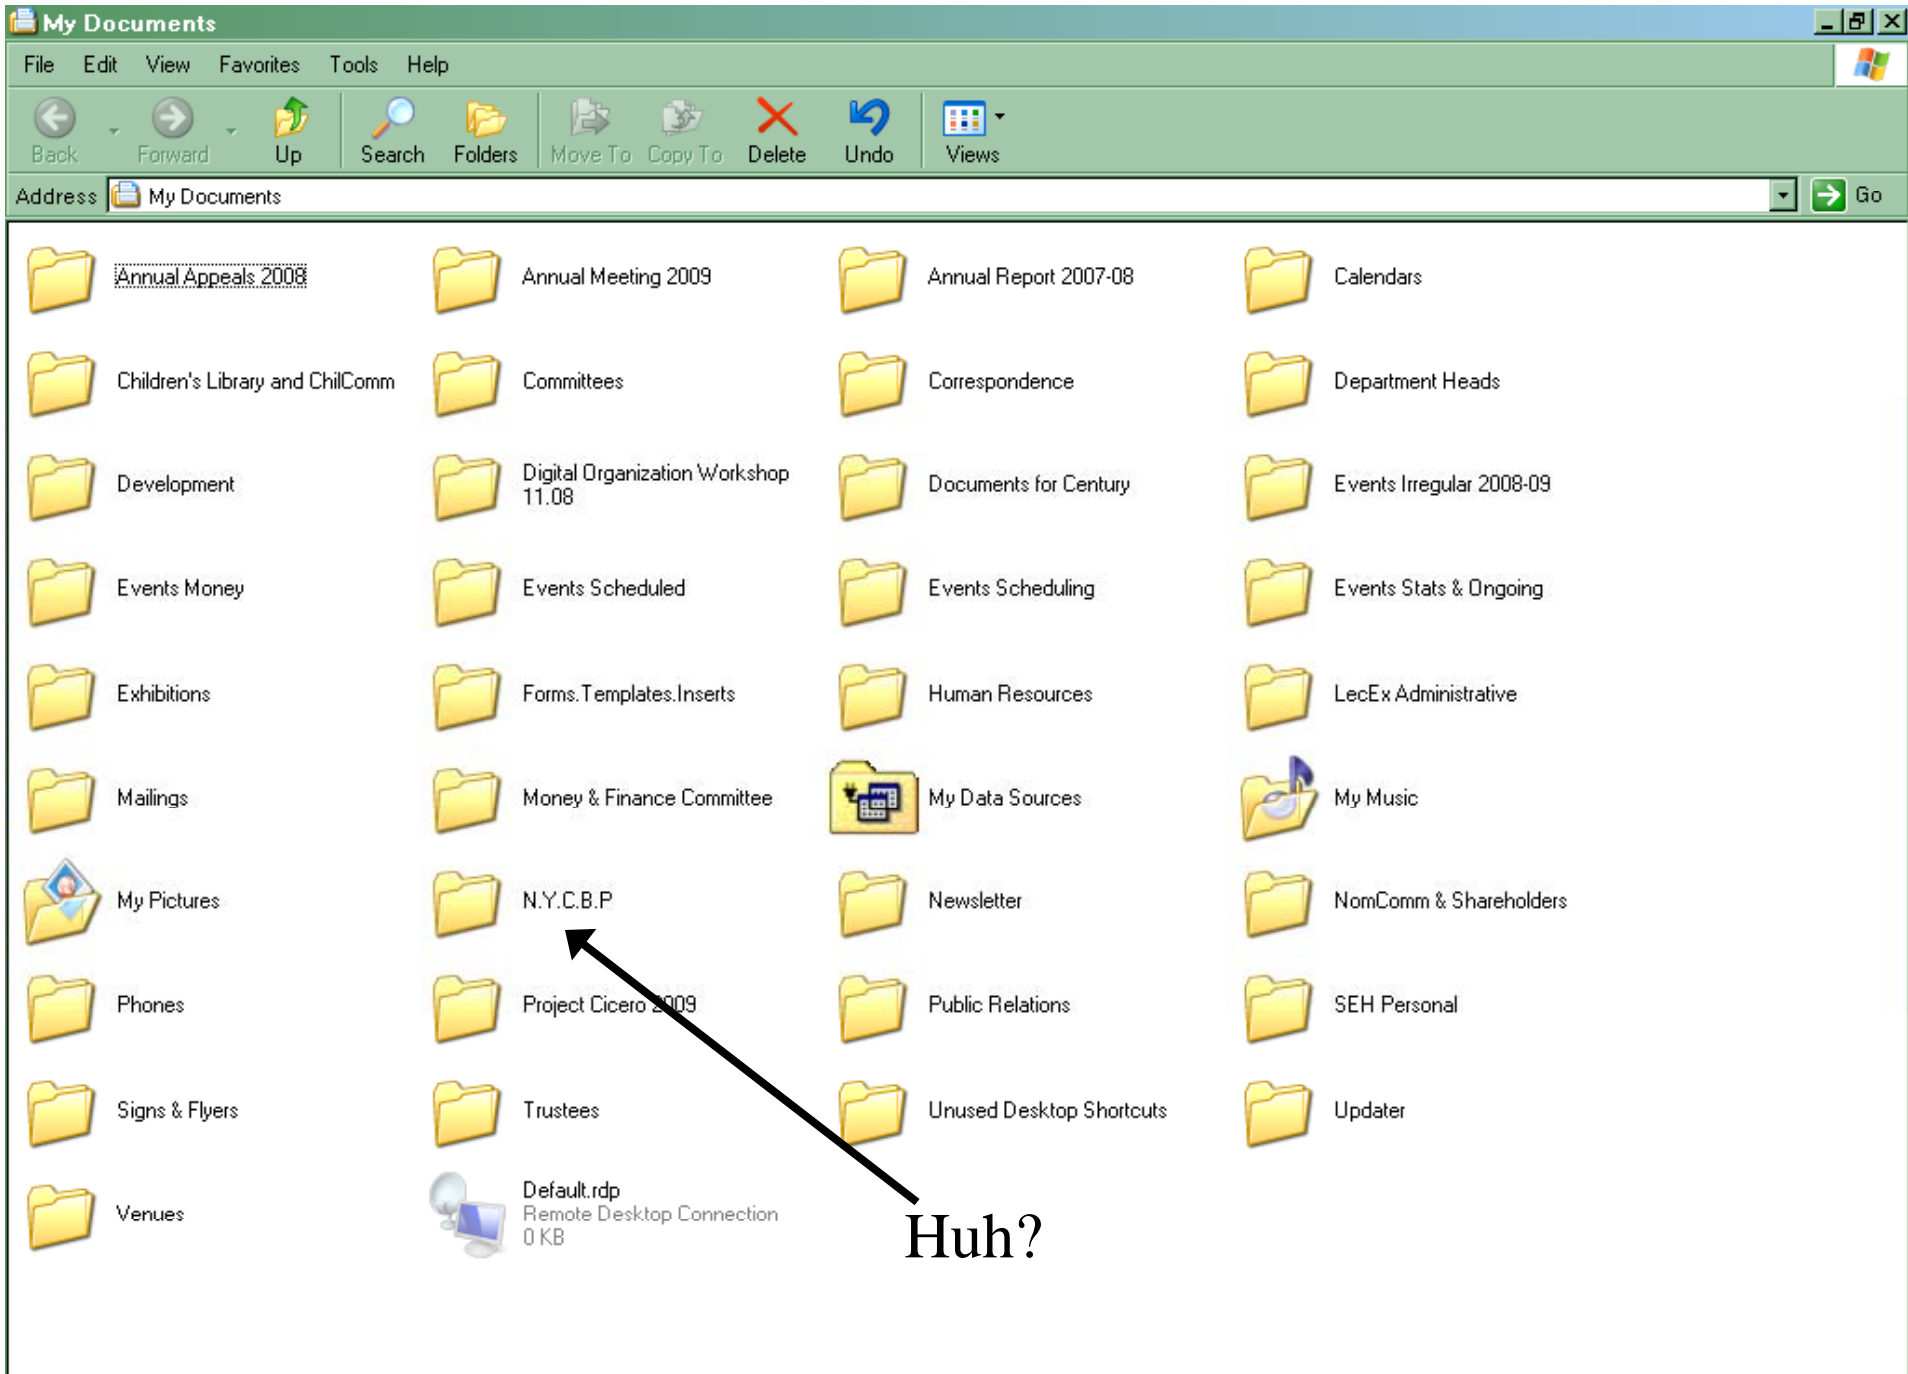 My Documents
File Edit View Favorites Tools Help
Back Forward Up Search Folders Move To Copy To Delete Undo Views
Address My Documents Go
Annual Appeals 2008 Annual Meeting 2009 Annual Report 2007-08 Calendars
Children's Library and ChilComm Committees Correspondence Department Heads
Development Digital Organization Workshop 11.08 Documents for Century Events Irregular 2008-09
Events Money Events Scheduled Events Scheduling Events Stats & Ongoing
Exhibitions Forms.Templates.Inserts Human Resources LecEx Administrative
Mailings Money & Finance Committee My Data Sources My Music
My Pictures N.Y.C.B.P Newsletter NomComm & Shareholders
Phones Project Cicero 2009 Public Relations SEH Personal
Signs & Flyers Trustees Unused Desktop Shortcuts Updater
Venues Default.rdp
Remote Desktop Connection
0 KB
Huh?